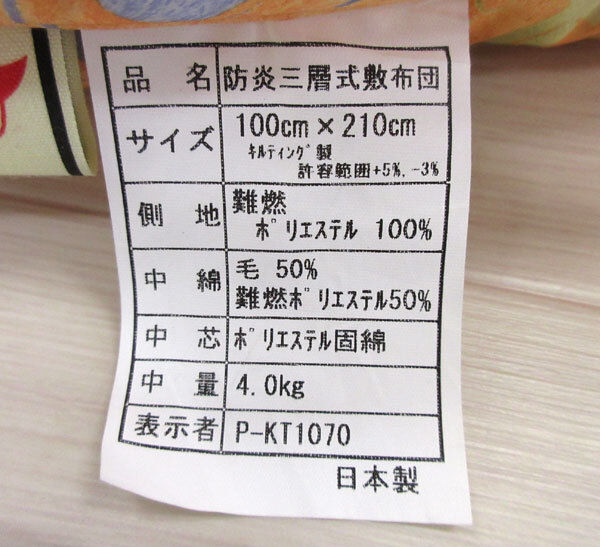 品名 防炎三層式敷布団
サイズ 100cm×210cm
ｷﾙﾃｨﾝｸﾞ製
許容範囲+5%, -3%
側地 難燃
ﾎﾟﾘｴｽﾃﾙ 100%
中綿 毛 50%
難燃ﾎﾟﾘｴｽﾃﾙ50%
中芯 ﾎﾟﾘｴｽﾃﾙ固綿
中量 4.0kg
表示者 P-KT1070
日本製